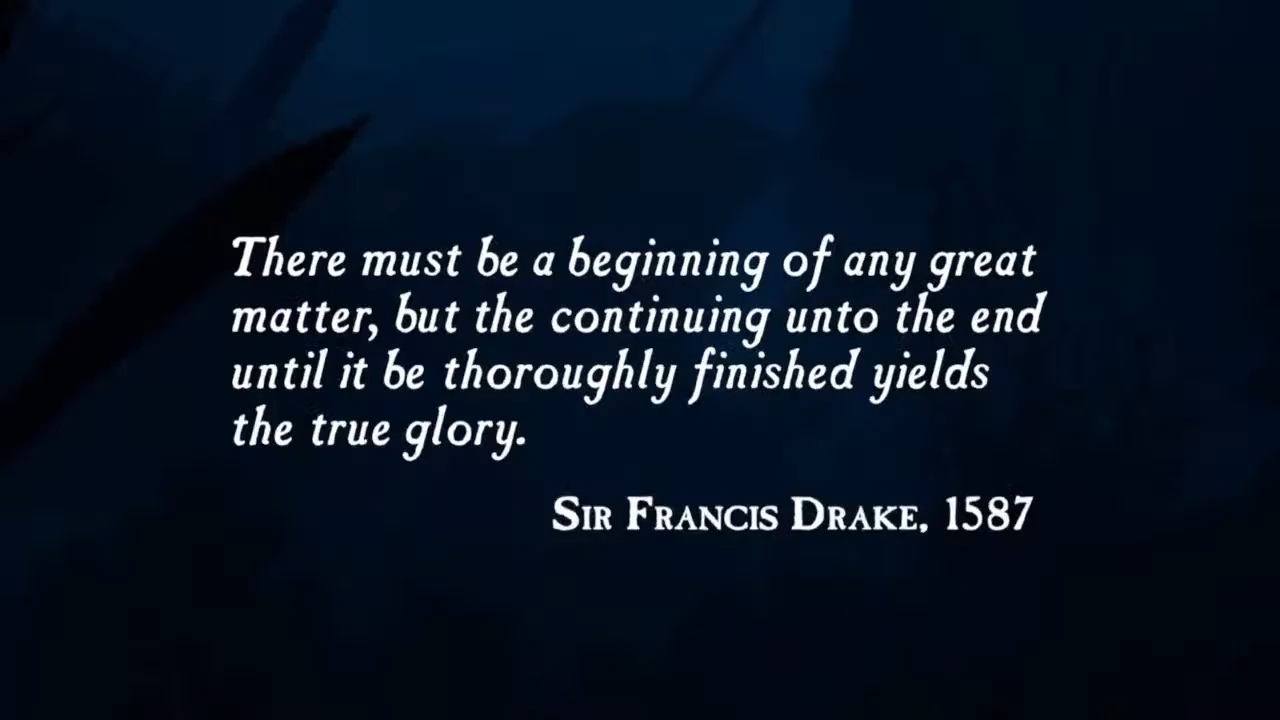 There must be a beginning of any great
matter, but the continuing unto the end
until it be thoroughly finished yields
the true glory.
Sir Francis Drake, 1587